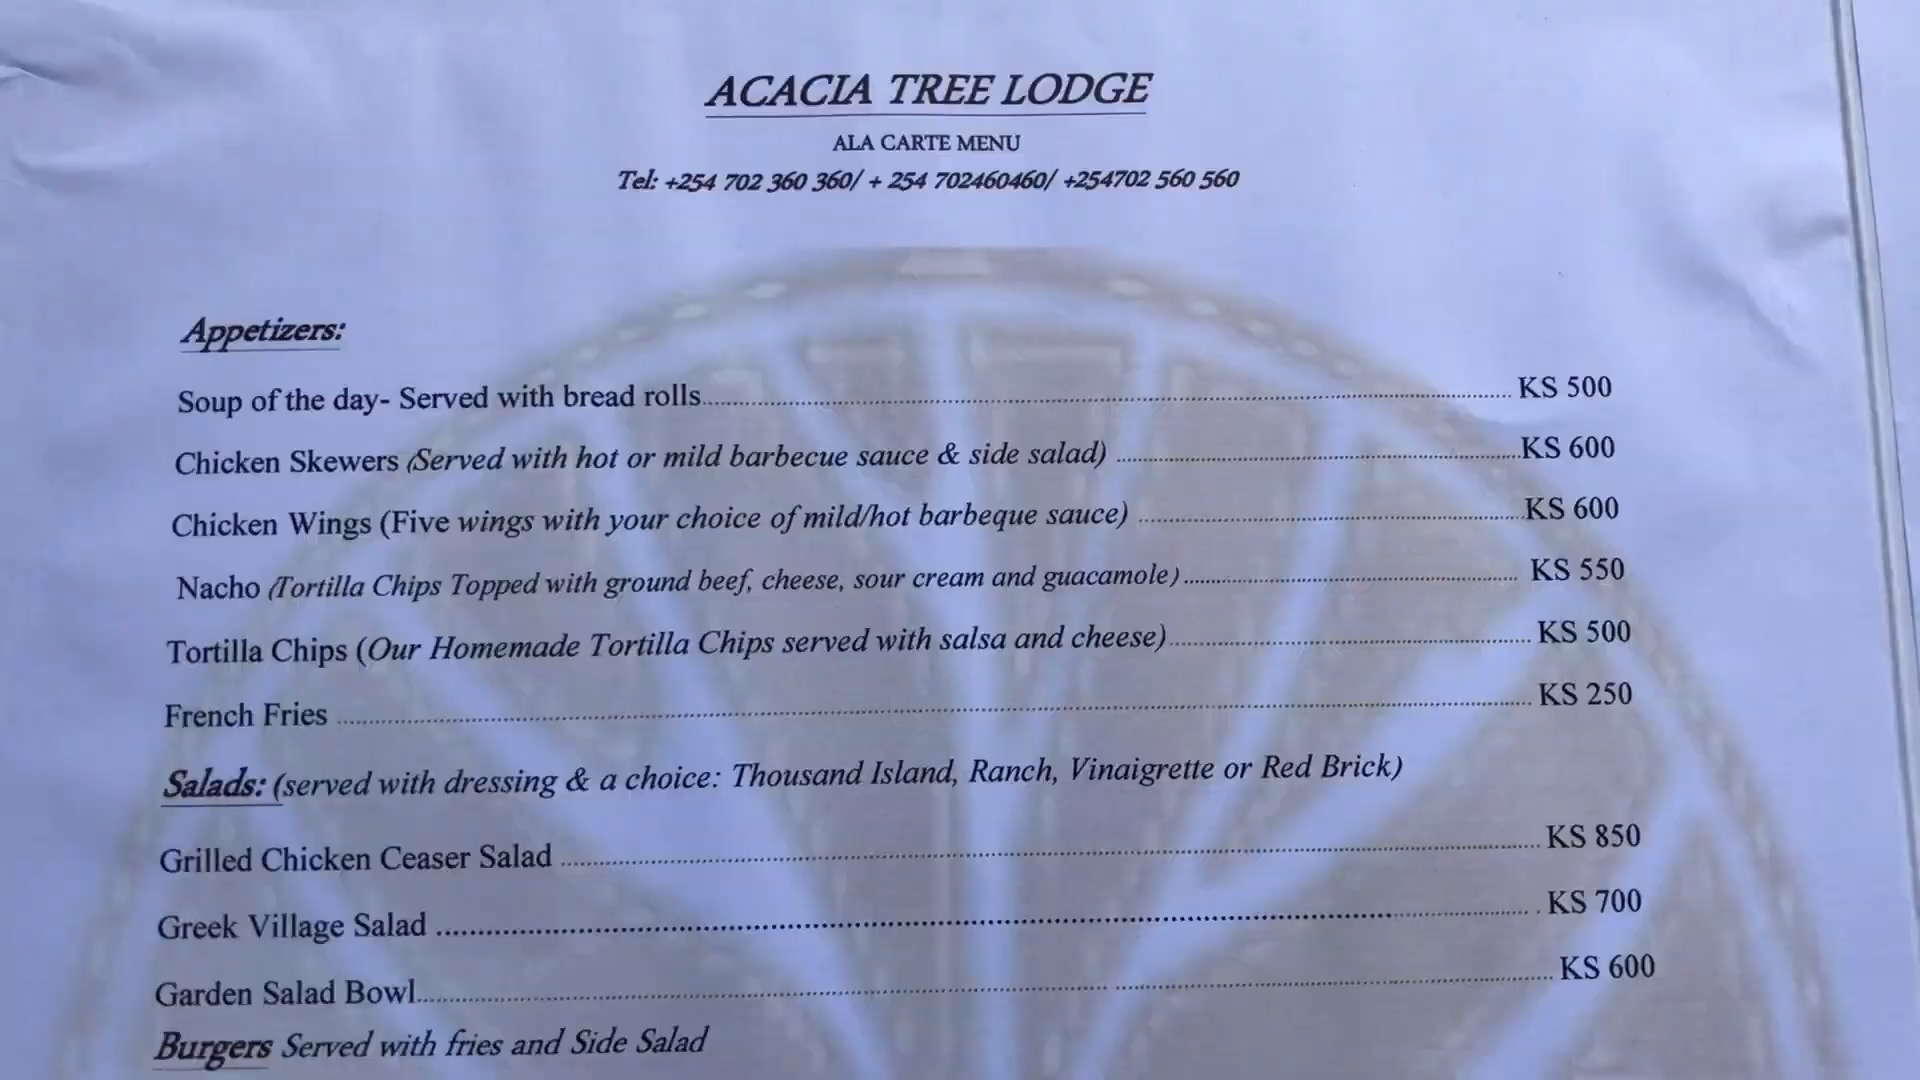 ACACIA TREE LODGE
ALA CARTE MENU
Tel: +254 702 360 360/ + 254 702460460/ +254702 560 560
Appetizers:
Soup of the day- Served with bread rolls.......... KS 500
Chicken Skewers (Served with hot or mild barbecue sauce & side salad) ..........KS 600
Chicken Wings (Five wings with your choice of mild/hot barbeque sauce) ..........KS 600
Nacho (Tortilla Chips Topped with ground beef, cheese, sour cream and guacamole).......... KS 550
Tortilla Chips (Our Homemade Tortilla Chips served with salsa and cheese).......... KS 500
French Fries .......... KS 250
Salads: (served with dressing & a choice: Thousand Island, Ranch, Vinaigrette or Red Brick)
Grilled Chicken Ceaser Salad .......... KS 850
Greek Village Salad .......... KS 700
Garden Salad Bowl.......... KS 600
Burgers Served with fries and Side Salad